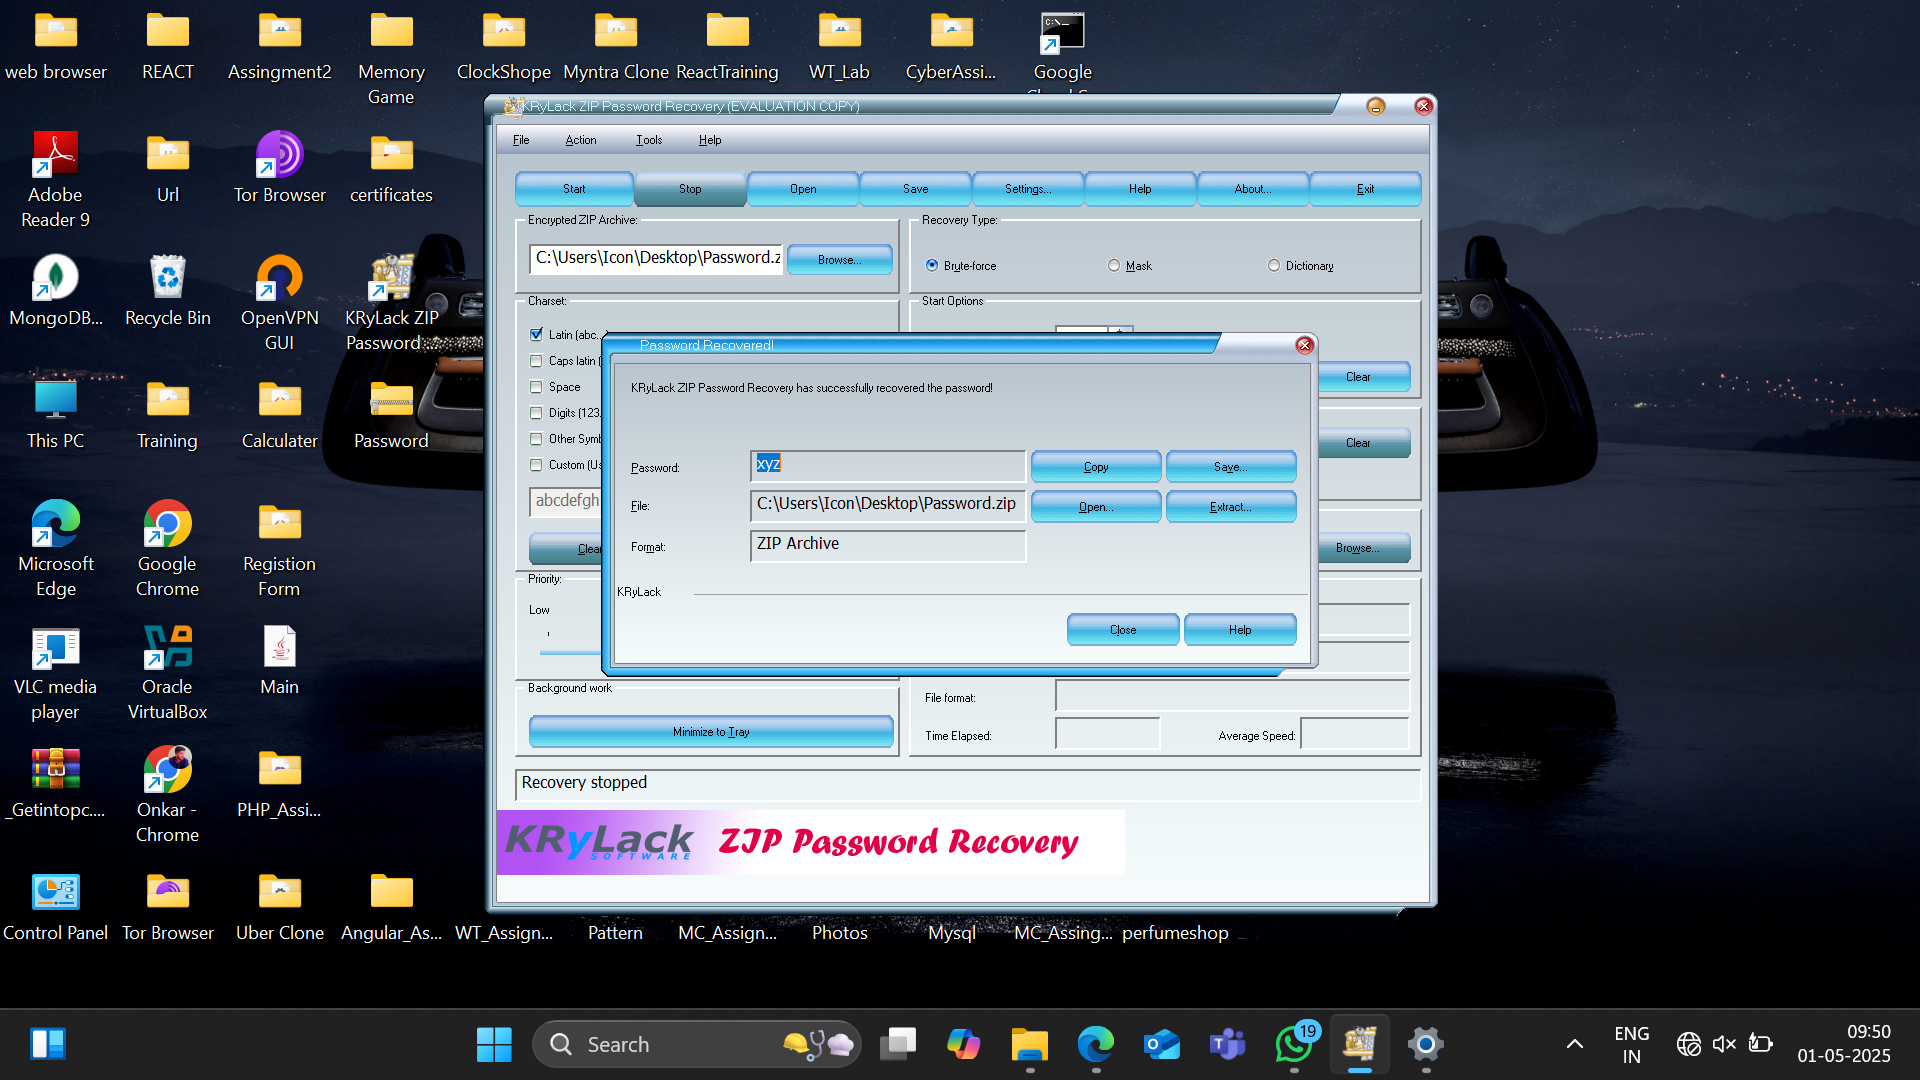 web browser
REACT
Assingment2
Memory
Game
ClockShope
Myntra Clone
ReactTraining
WT_Lab
CyberAssi...
Google
KRyLack ZIP Password Recovery (EVALUATION COPY)
File
Action
Tools
Help
Start
Stop
Open
Save
Settings...
Help
About...
Exit
Encrypted ZIP Archive:
C:\Users\Icon\Desktop\Password.z
Browse...
Recovery Type:
Brute-force
Mask
Dictionary
Charset:
Start Options
Latin (abc...)
Caps latin (
Space
Digits (123.
Other Symb
Custom (Us
abcdefgh
Clear
Clear
Clear
Browse...
Password Recovered!
KRyLack ZIP Password Recovery has successfully recovered the password!
Password:
xyz
Copy
Save...
File:
C:\Users\Icon\Desktop\Password.zip
Open...
Extract...
Format:
ZIP Archive
KRyLack
Close
Help
Priority:
Low
Background work
Minimize to Tray
File format:
Time Elapsed:
Average Speed:
Recovery stopped
KRyLack
SOFTWARE
ZIP Password Recovery
Adobe
Reader 9
Url
Tor Browser
certificates
MongoDB...
Recycle Bin
OpenVPN
GUI
KRyLack ZIP
Password ...
This PC
Training
Calculater
Password
Microsoft
Edge
Google
Chrome
Registion
Form
VLC media
player
Oracle
VirtualBox
Main
_Getintopc....
Onkar -
Chrome
PHP_Assi...
Control Panel
Tor Browser
Uber Clone
Angular_As...
WT_Assign...
Pattern
MC_Assign...
Photos
Mysql
MC_Assing...
perfumeshop
Search
19
ENG
IN
09:50
01-05-2025